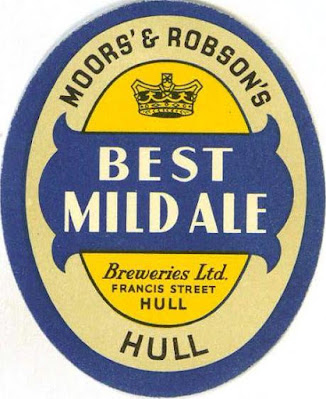 MOORS' & ROBSON'S
BEST
MILD ALE
Breweries Ltd.
FRANCIS STREET
HULL
HULL